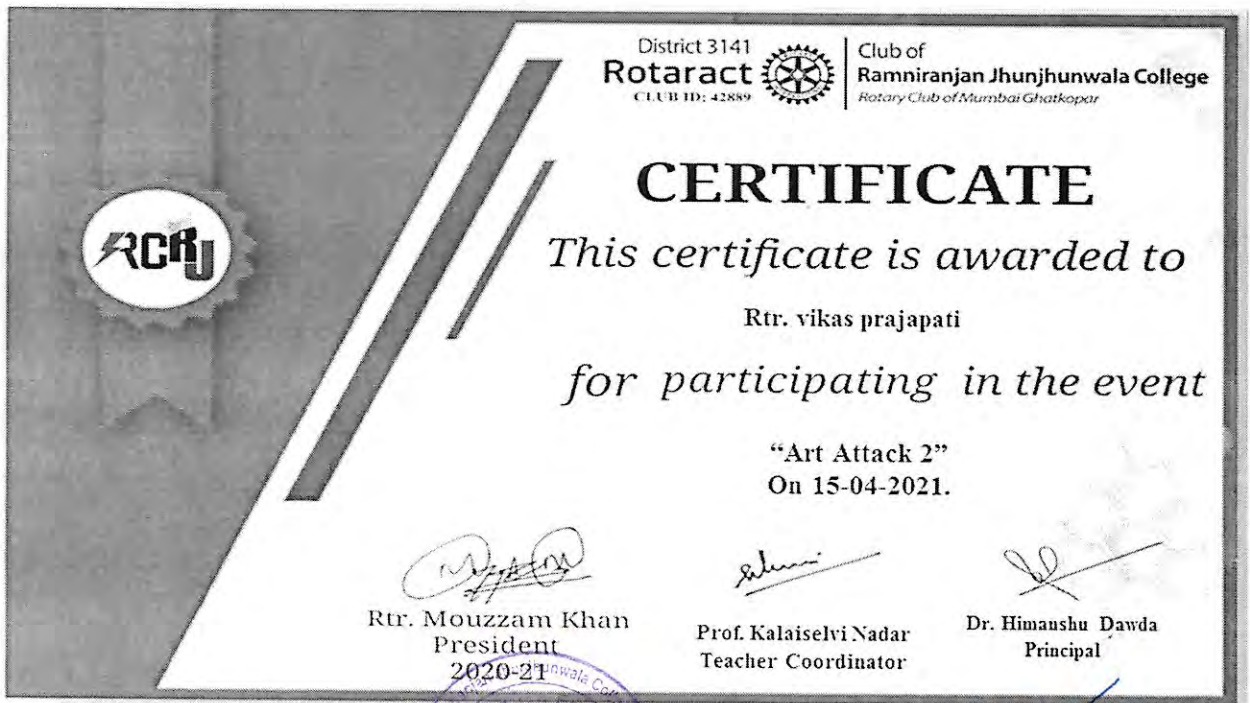 District 3141
Rotaract
CLUB ID: 42889
Club of
Ramniranjan Jhunjhunwala College
Rotary Club of Mumbai Ghatkopar
RCRJ
CERTIFICATE
This certificate is awarded to
Rtr. vikas prajapati
for participating in the event
“Art Attack 2”
On 15-04-2021.
Rtr. Mouzzam Khan
President
2020-21
Prof. Kalaiselvi Nadar
Teacher Coordinator
Dr. Himanshu Dawda
Principal